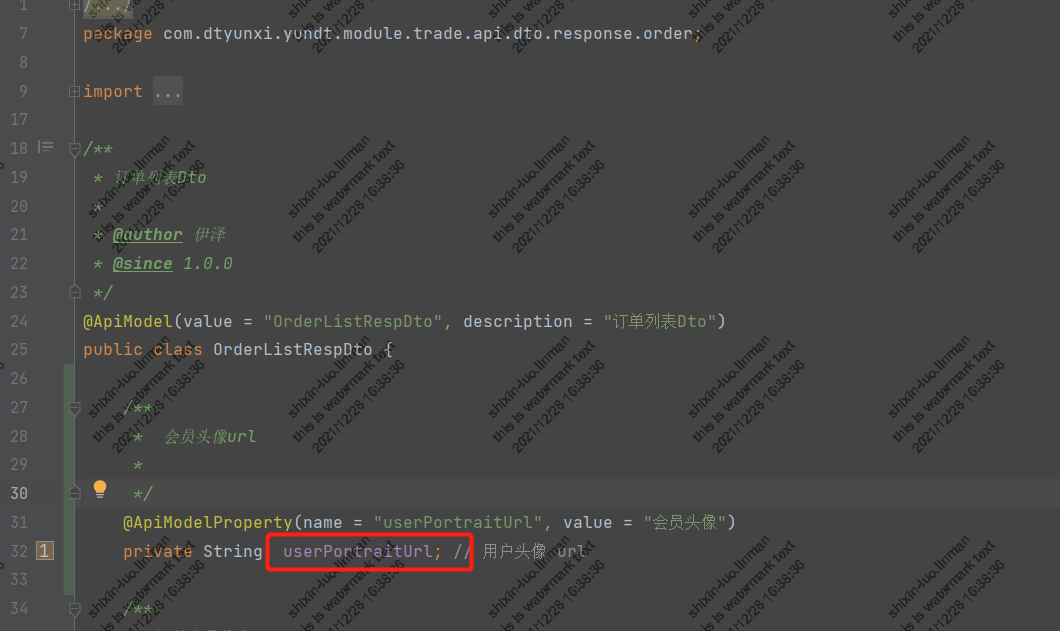 1 /.../
7 package com.dtyunxi.yundt.module.trade.api.dto.response.order;
8
9 import ...
17
18 /**
19 * 订单列表Dto
20 *
21 * @author 伊泽
22 * @since 1.0.0
23 */
24 @ApiModel(value = "OrderListRespDto", description = "订单列表Dto")
25 public class OrderListRespDto {
26
27 /**
28 * 会员头像url
29 *
30 */
31 @ApiModelProperty(name = "userPortraitUrl", value = "会员头像")
32 1 private String userPortraitUrl; // 用户头像 url
33
34 /**
shixin-luo.linman
this is watermark text
2021/12/28 16:38:36